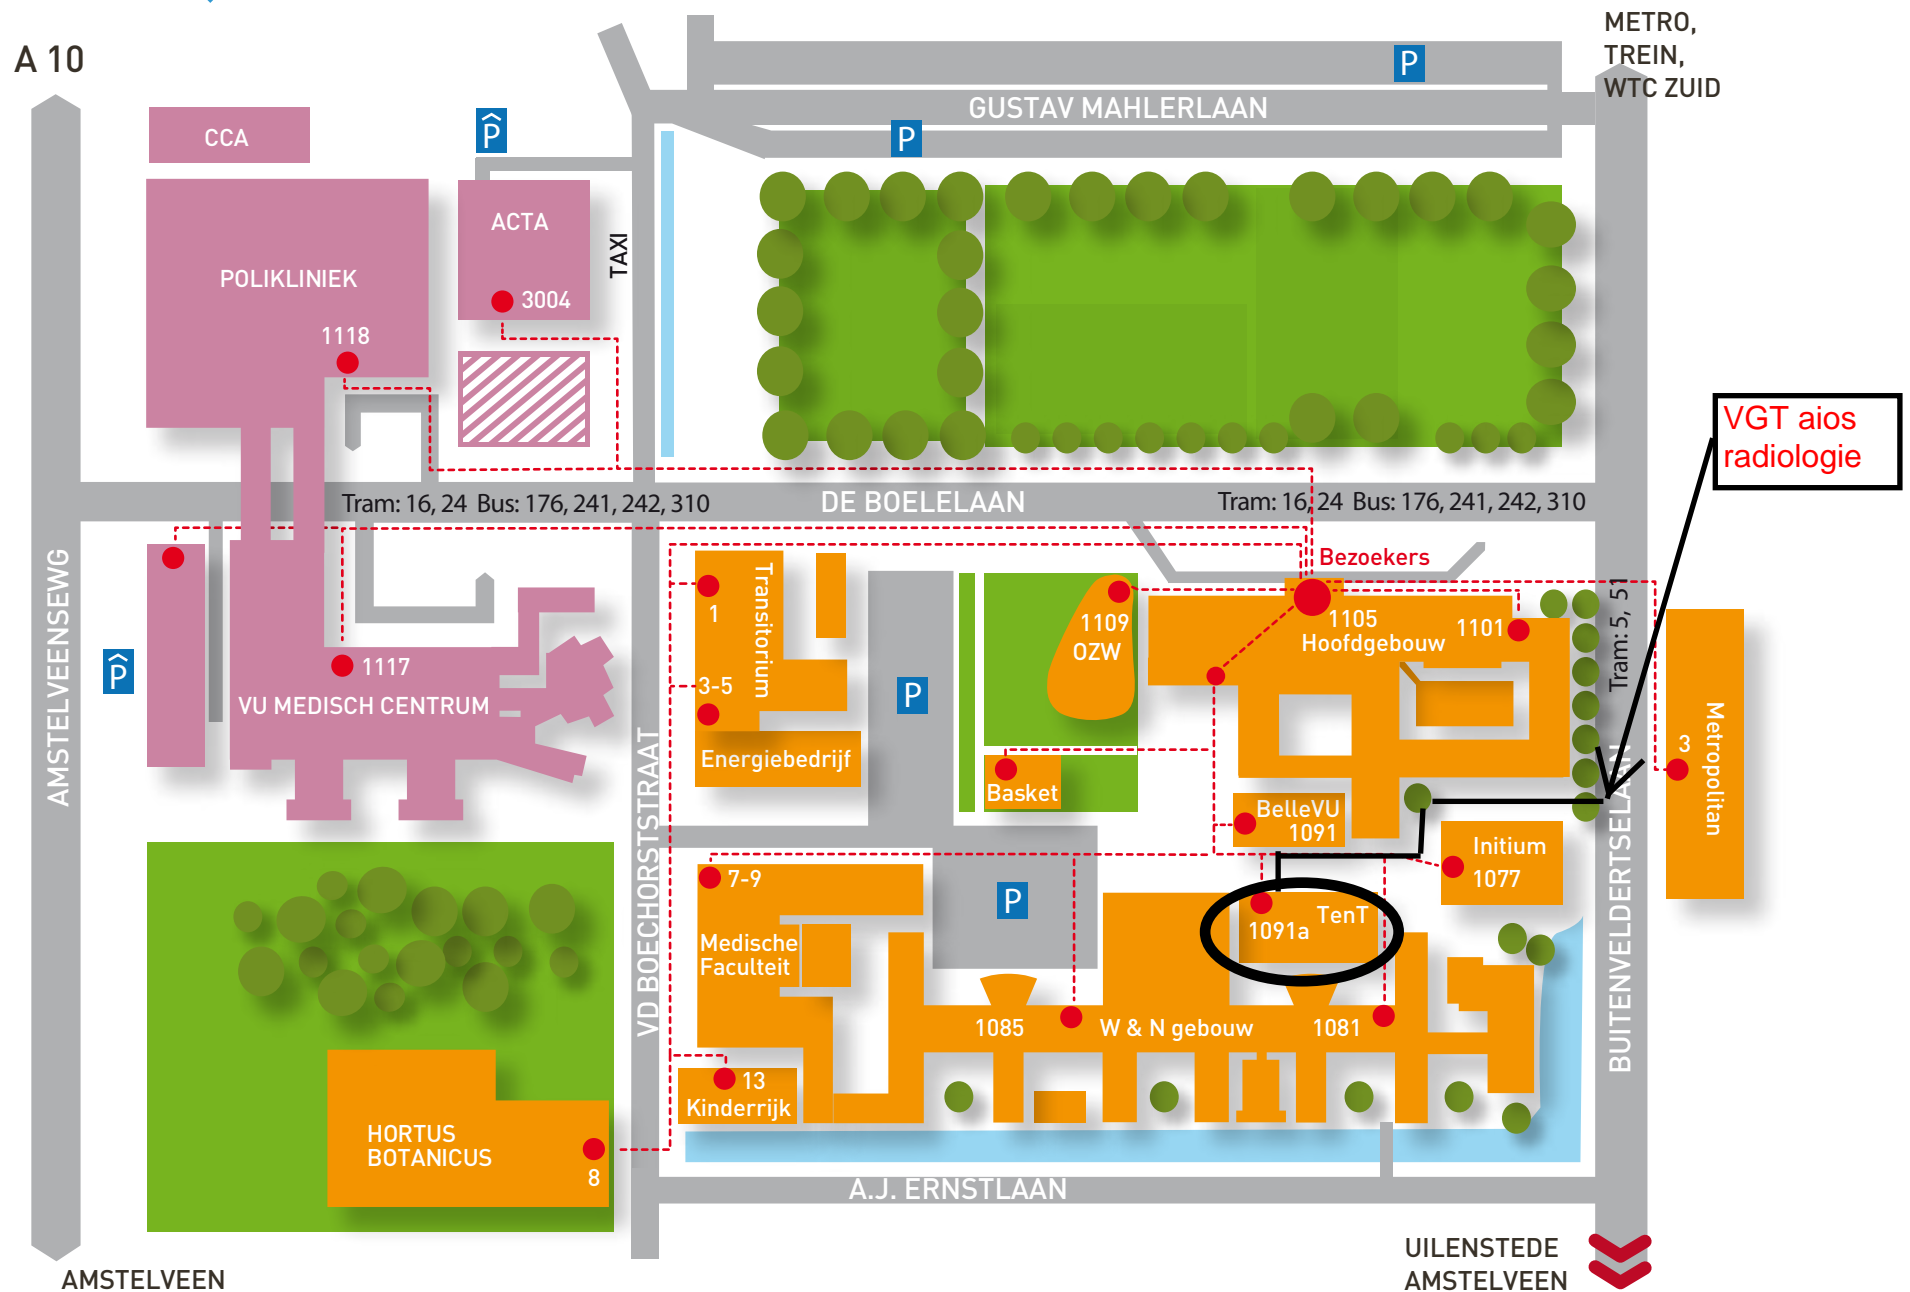 METRO,
TREIN,
WTC ZUID
A 10
P
GUSTAV MAHLERLAAN
P
P
CCA
ACTA
TAXI
POLIKLINIEK
3004
1118
VGT aios
radiologie
Tram: 16, 24 Bus: 176, 241, 242, 310
DE BOELELAAN
Tram: 16, 24 Bus: 176, 241, 242, 310
AMSTELVEENSEWG
Bezoekers
Transitorium
1
1109
OZW
1105
Hoofdgebouw
1101
Tram: 5, 51
P
1117
VU MEDISCH CENTRUM
3-5
P
Metropolitan
3
Energiebedrijf
VD BOECHORSTSTRAAT
Basket
BelleVU
1091
BUITENVELDERTSELAAN
Initium
1077
7-9
P
TenT
1091a
Medische
Faculteit
1085
W & N gebouw
1081
13
Kinderrijk
HORTUS
BOTANICUS
8
A.J. ERNSTLAAN
AMSTELVEEN
UILENSTEDE
AMSTELVEEN